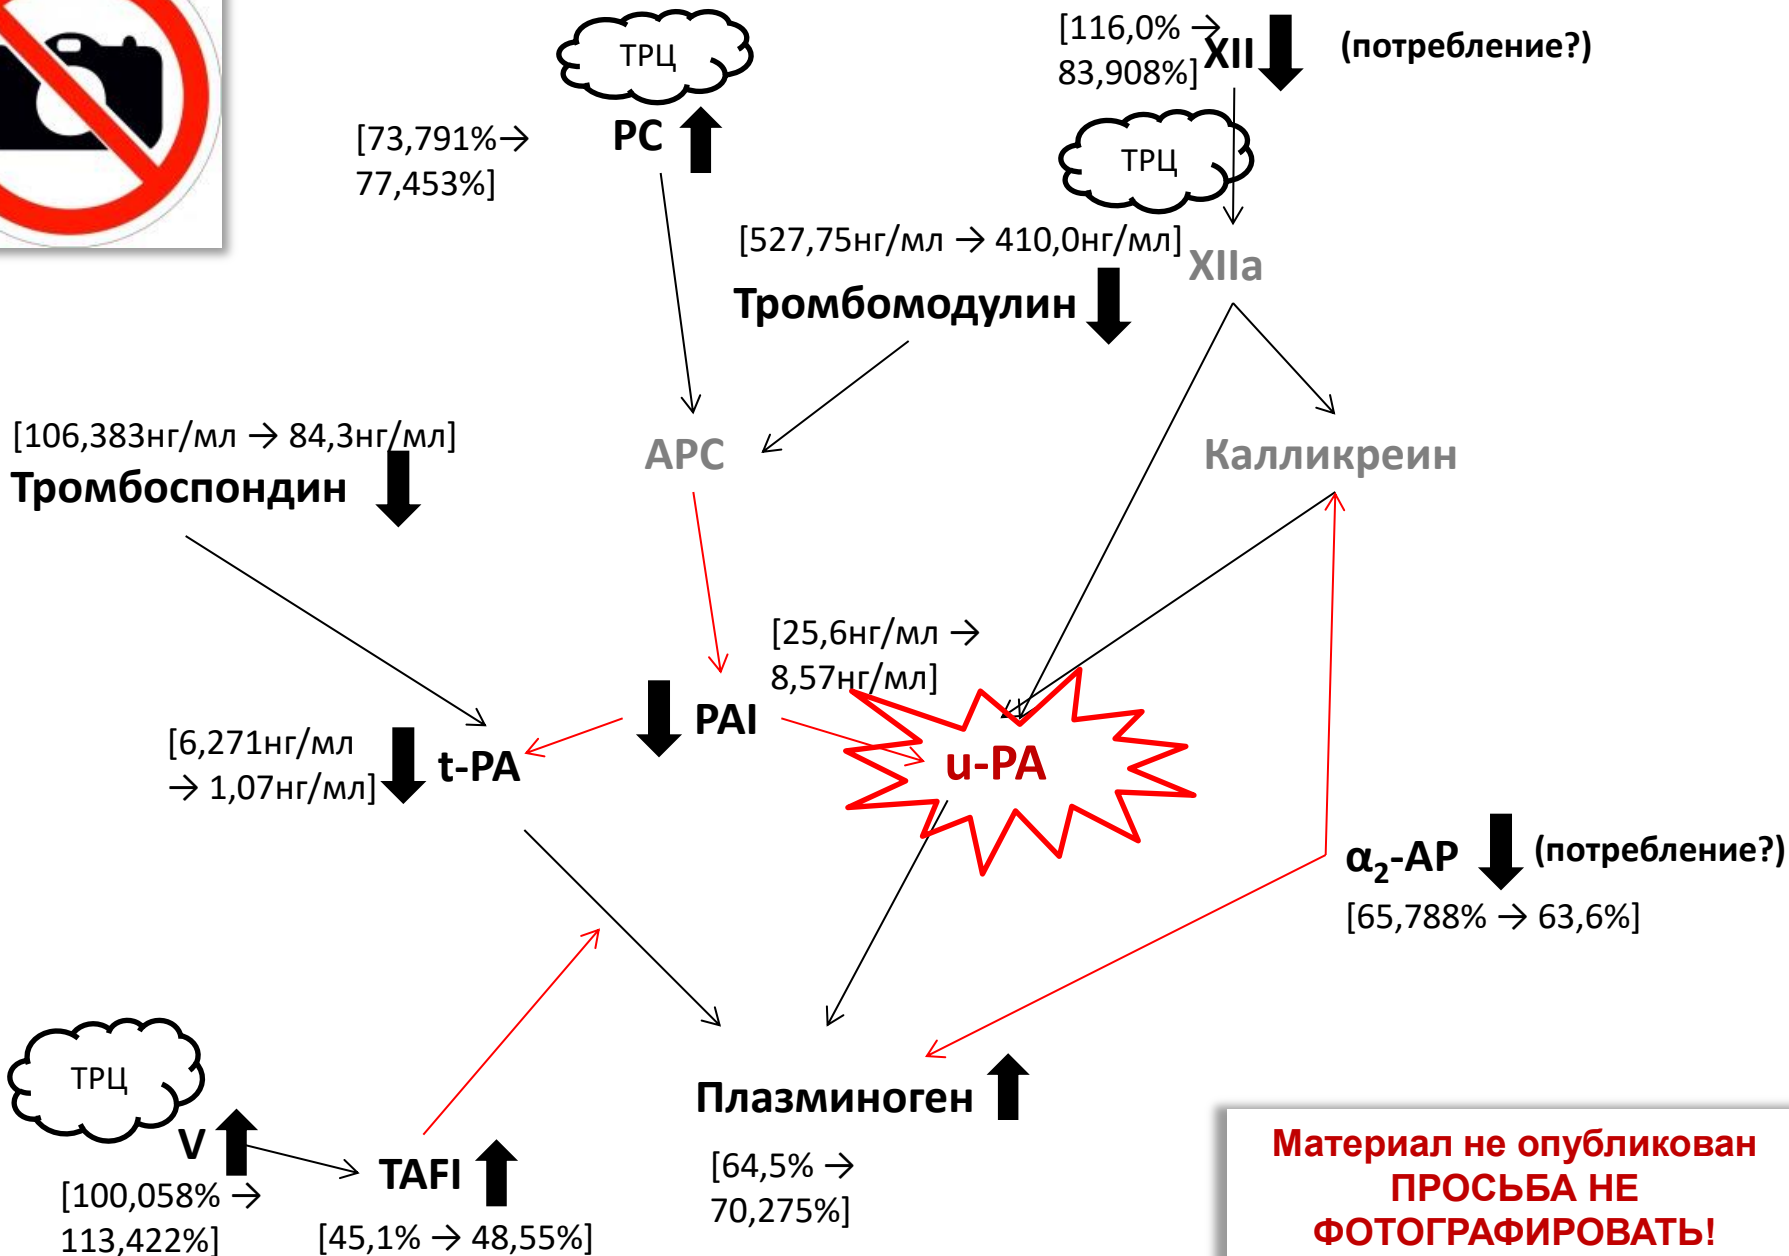 [116,0% →
83,908%]
XII
(потребление?)
ТРЦ
PC
[73,791%→
77,453%]
ТРЦ
[527,75нг/мл → 410,0нг/мл]
XIIa
Тромбомодулин
[106,383нг/мл → 84,3нг/мл]
Тромбоспондин
APC
Калликреин
[25,6нг/мл →
8,57нг/мл]
PAI
[6,271нг/мл
→ 1,07нг/мл]
t-PA
u-PA
α₂-AP
(потребление?)
[65,788% → 63,6%]
ТРЦ
V
[100,058% →
113,422%]
TAFI
[45,1% → 48,55%]
Плазминоген
[64,5% →
70,275%]
Материал не опубликован
ПРОСЬБА НЕ
ФОТОГРАФИРОВАТЬ!